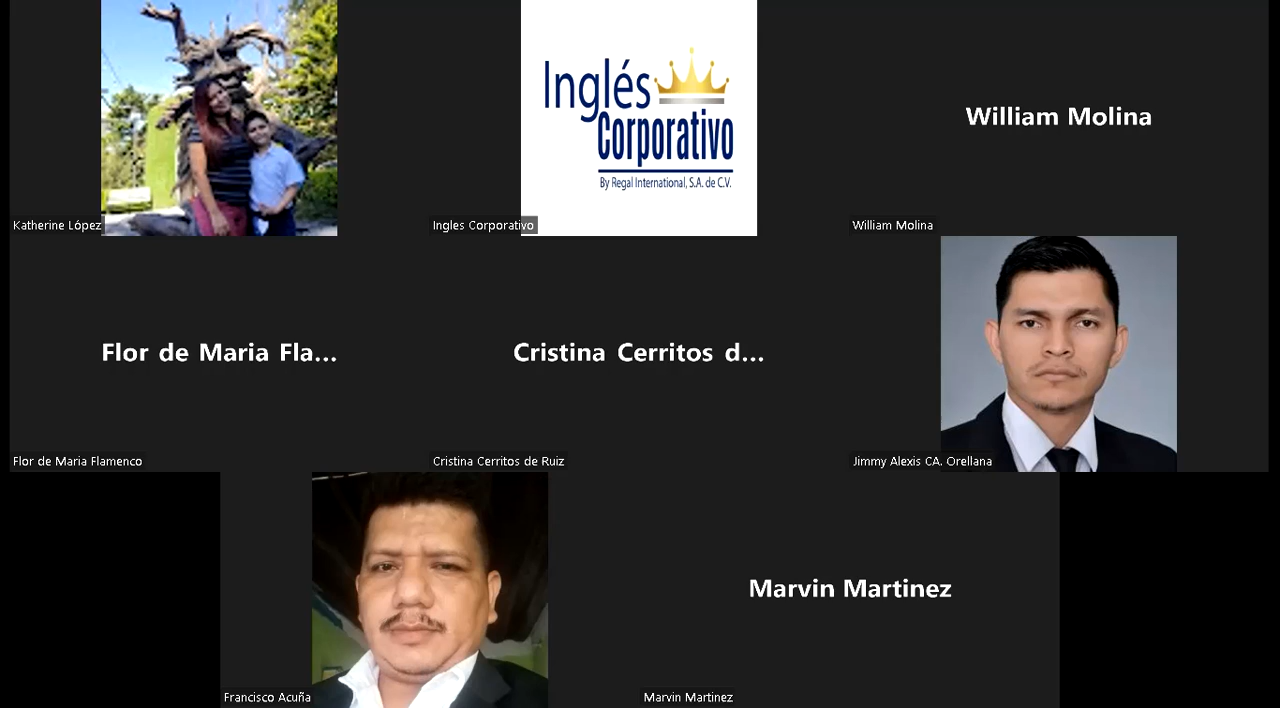 Inglés
Corporativo
By Regal International, S.A. de C.V.
William Molina
Katherine López
Ingles Corporativo
William Molina
Flor de Maria Fla...
Cristina Cerritos d...
Flor de Maria Flamenco
Cristina Cerritos de Ruiz
Jimmy Alexis CA. Orellana
Marvin Martinez
Francisco Acuña
Marvin Martinez